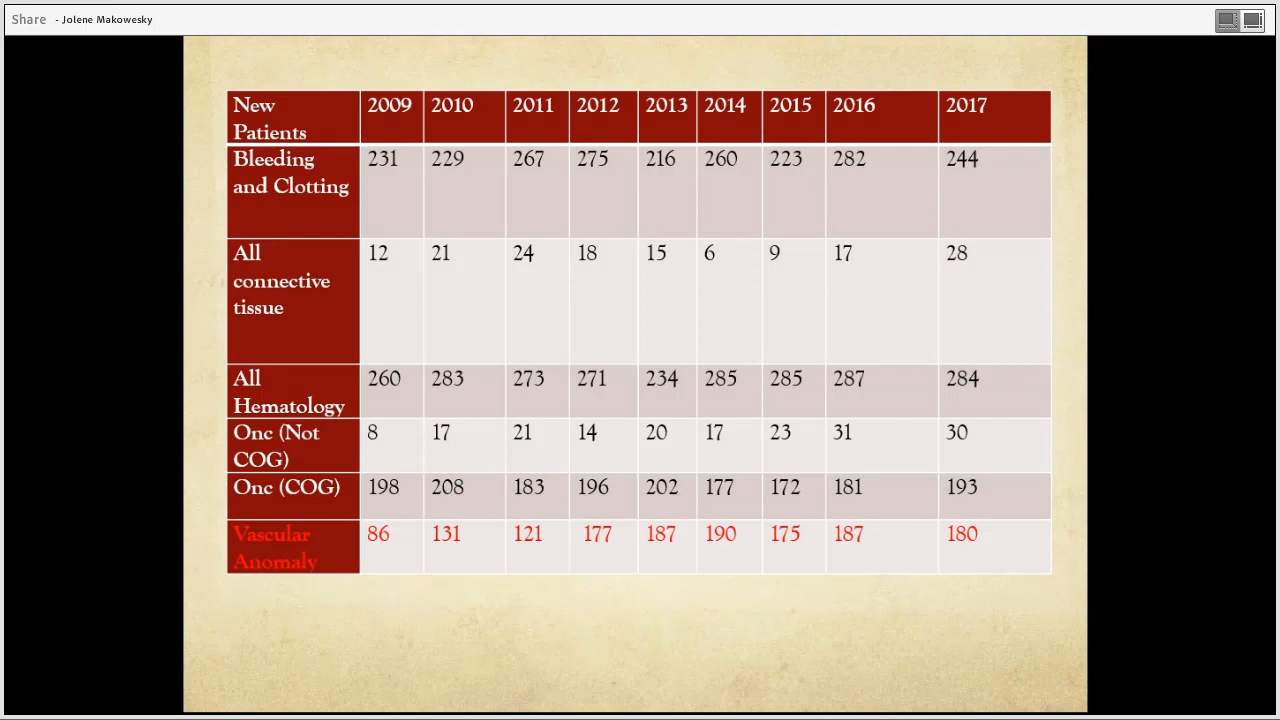 Share - Jolene Makowesky
New Patients 2009 2010 2011 2012 2013 2014 2015 2016 2017
Bleeding and Clotting 231 229 267 275 216 260 223 282 244
All connective tissue 12 21 24 18 15 6 9 17 28
All Hematology 260 283 273 271 234 285 285 287 284
Onc (Not COG) 8 17 21 14 20 17 23 31 30
Onc (COG) 198 208 183 196 202 177 172 181 193
Vascular Anomaly 86 131 121 177 187 190 175 187 180